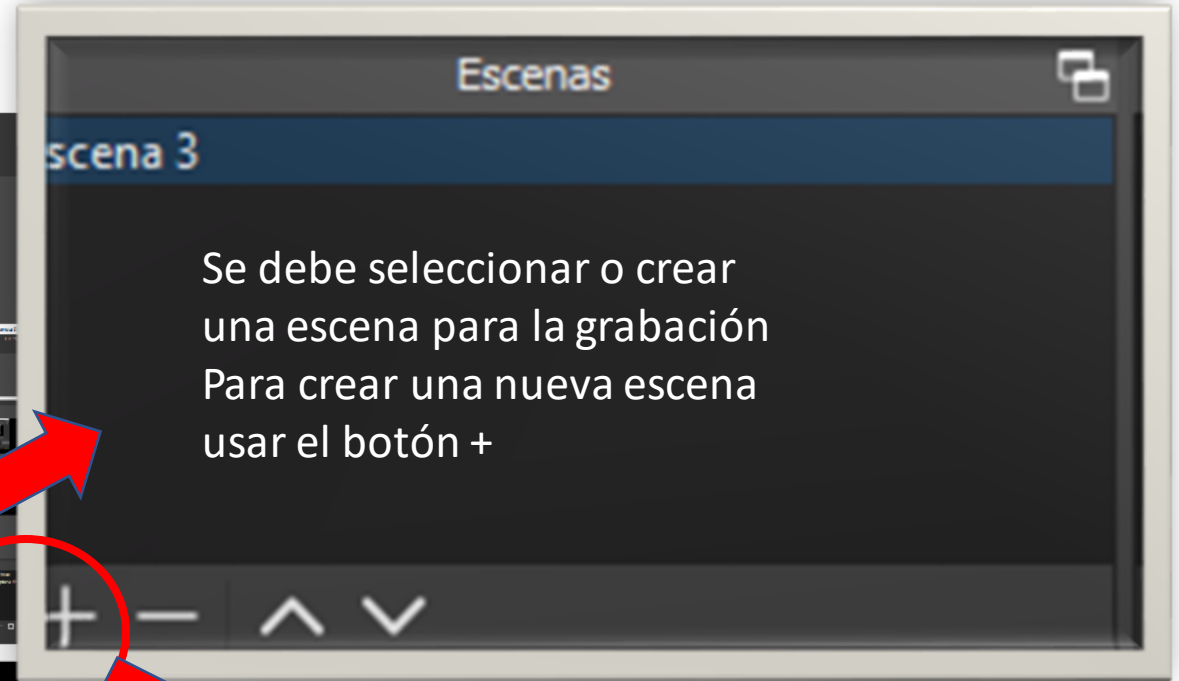 Escenas
scena 3
Se debe seleccionar o crear
una escena para la grabación
Para crear una nueva escena
usar el botón +